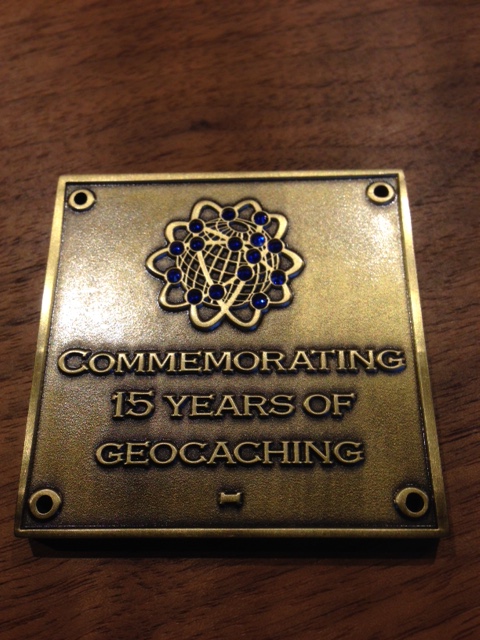 COMMEMORATING
15 YEARS OF
GEOCACHING